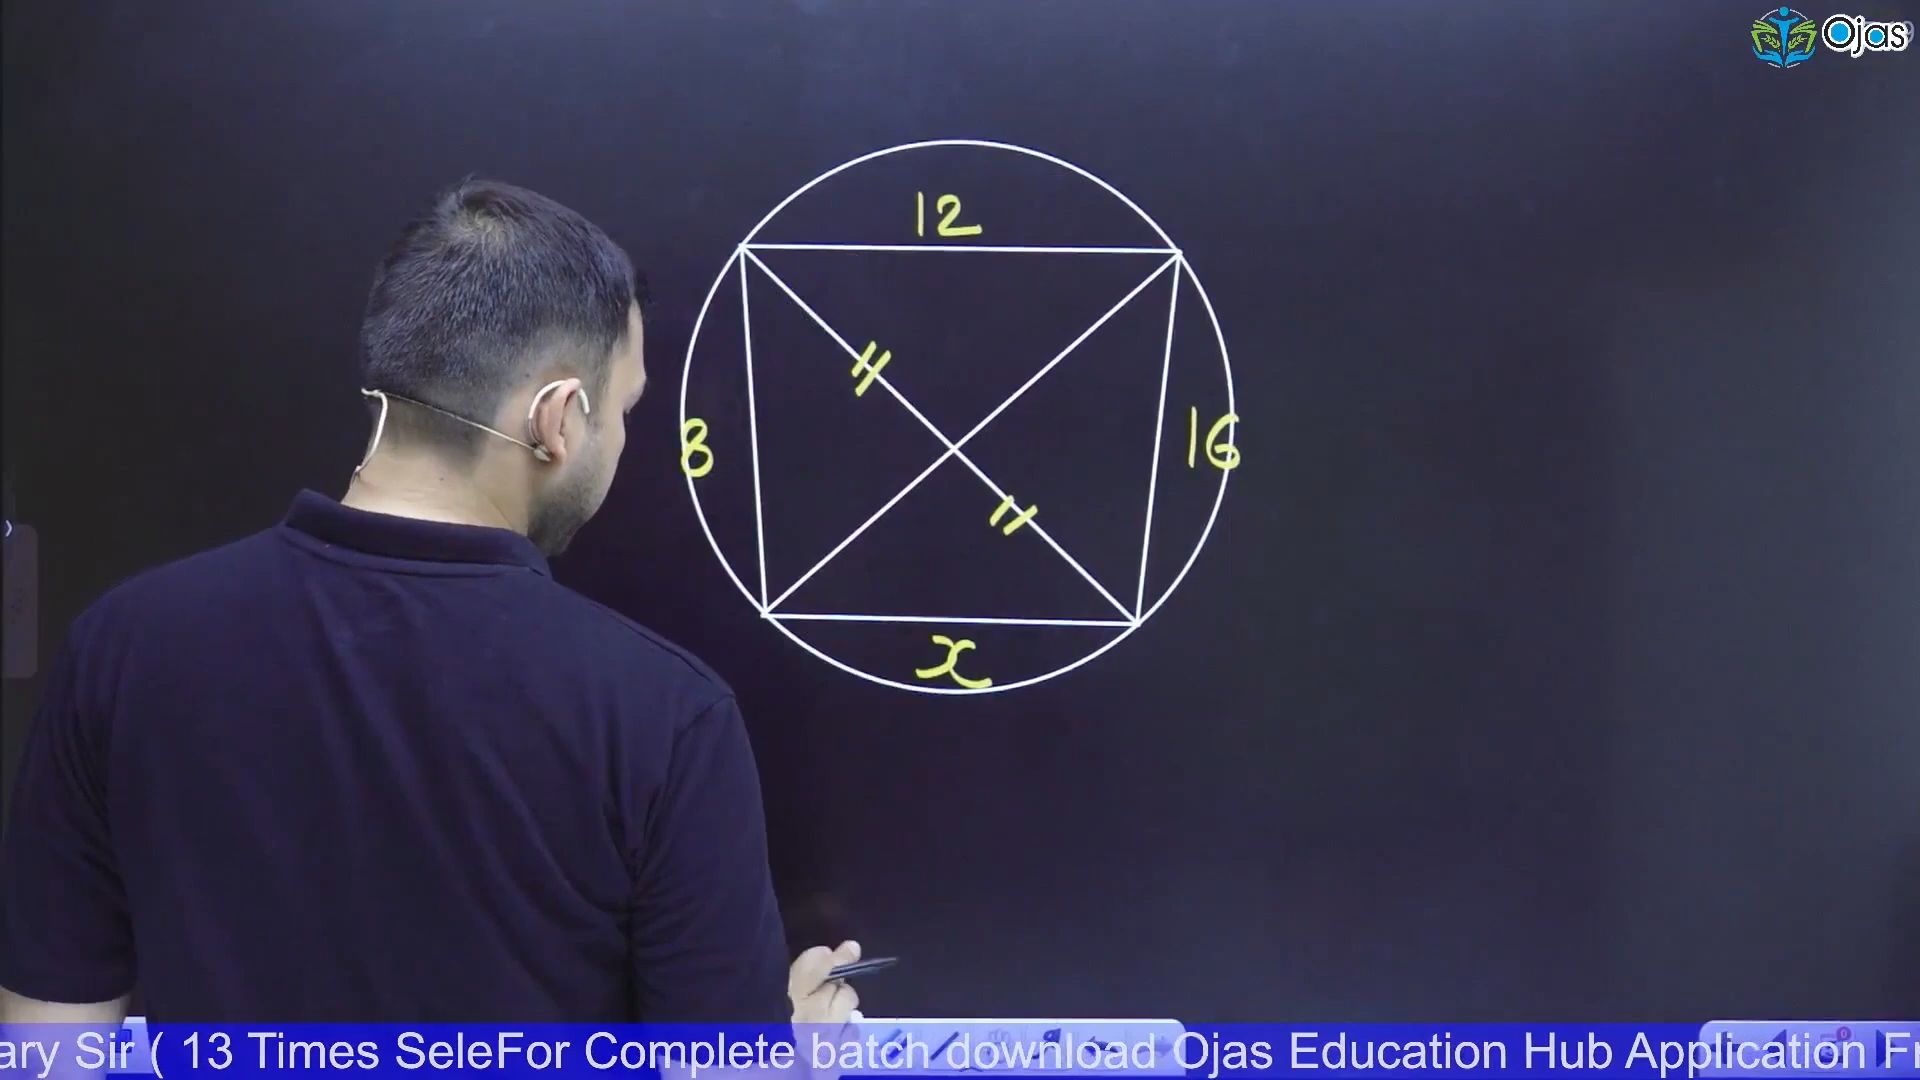 Ojas
12
8
16
x
ary Sir ( 13 Times SeleFor Complete batch download Ojas Education Hub Application Fr